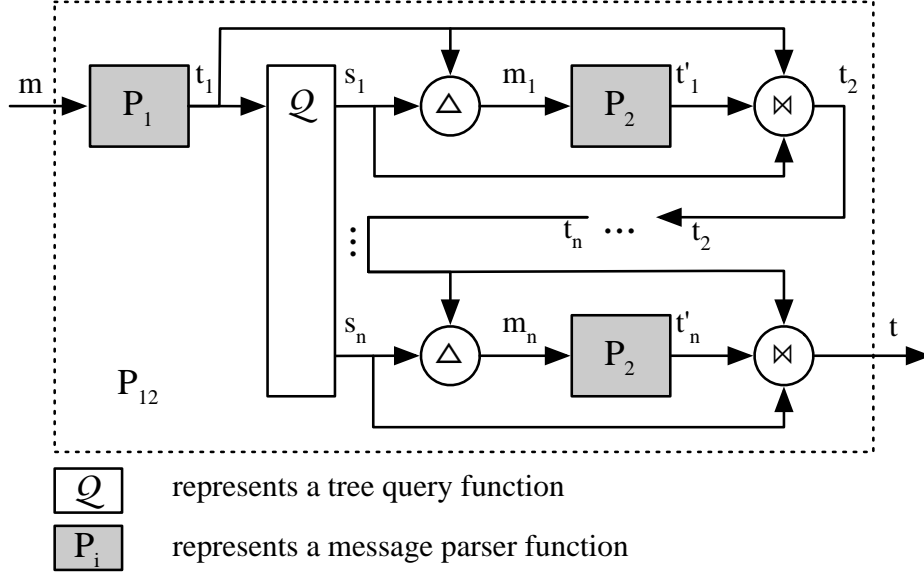 m P₁ t₁ 𝒬 s₁ △ m₁ P₂ t'₁ ⋈ t₂
⋮ tₙ ... t₂
sₙ △ mₙ P₂ t'ₙ ⋈ t
P₁₂
𝒬 represents a tree query function
Pᵢ represents a message parser function